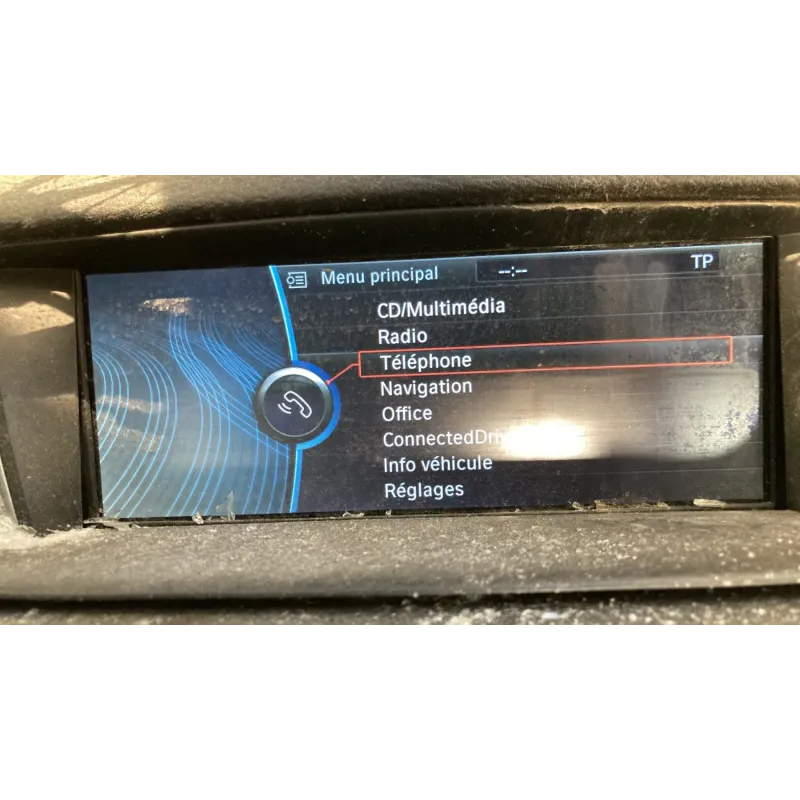 Menu principal --:-- TP
CD/Multimédia
Radio
Téléphone
Navigation
Office
Info véhicule
Réglages